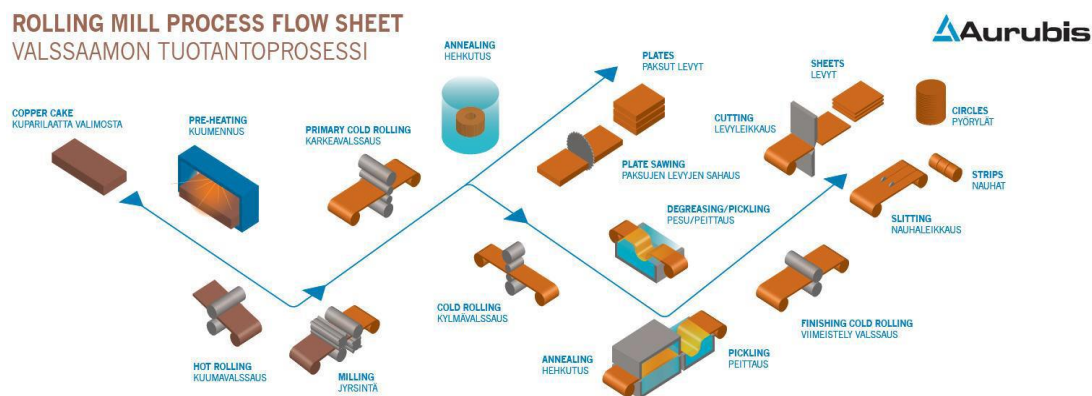 ROLLING MILL PROCESS FLOW SHEET
VALSSAAMON TUOTANTOPROSESSI
Aurubis
COPPER CAKE
KUPARILAATTA VALIMOSTA
PRE-HEATING
KUUMENNUS
HOT ROLLING
KUUMAVALSSAUS
MILLING
JYRSINTÄ
PRIMARY COLD ROLLING
KARKEAVALSSAUS
ANNEALING
HEHKUTUS
PLATES
PAKSUT LEVYT
PLATE SAWING
PAKSUJEN LEVYJEN SAHAUS
COLD ROLLING
KYLMÄVALSSAUS
DEGREASING/PICKLING
PESU/PEITTAUS
ANNEALING
HEHKUTUS
PICKLING
PEITTAUS
FINISHING COLD ROLLING
VIIMEISTELY VALSSAUS
CUTTING
LEVYLEIKKAUS
SHEETS
LEVYT
CIRCLES
PYÖRYLÄT
STRIPS
NAUHAT
SLITTING
NAUHALEIKKAUS